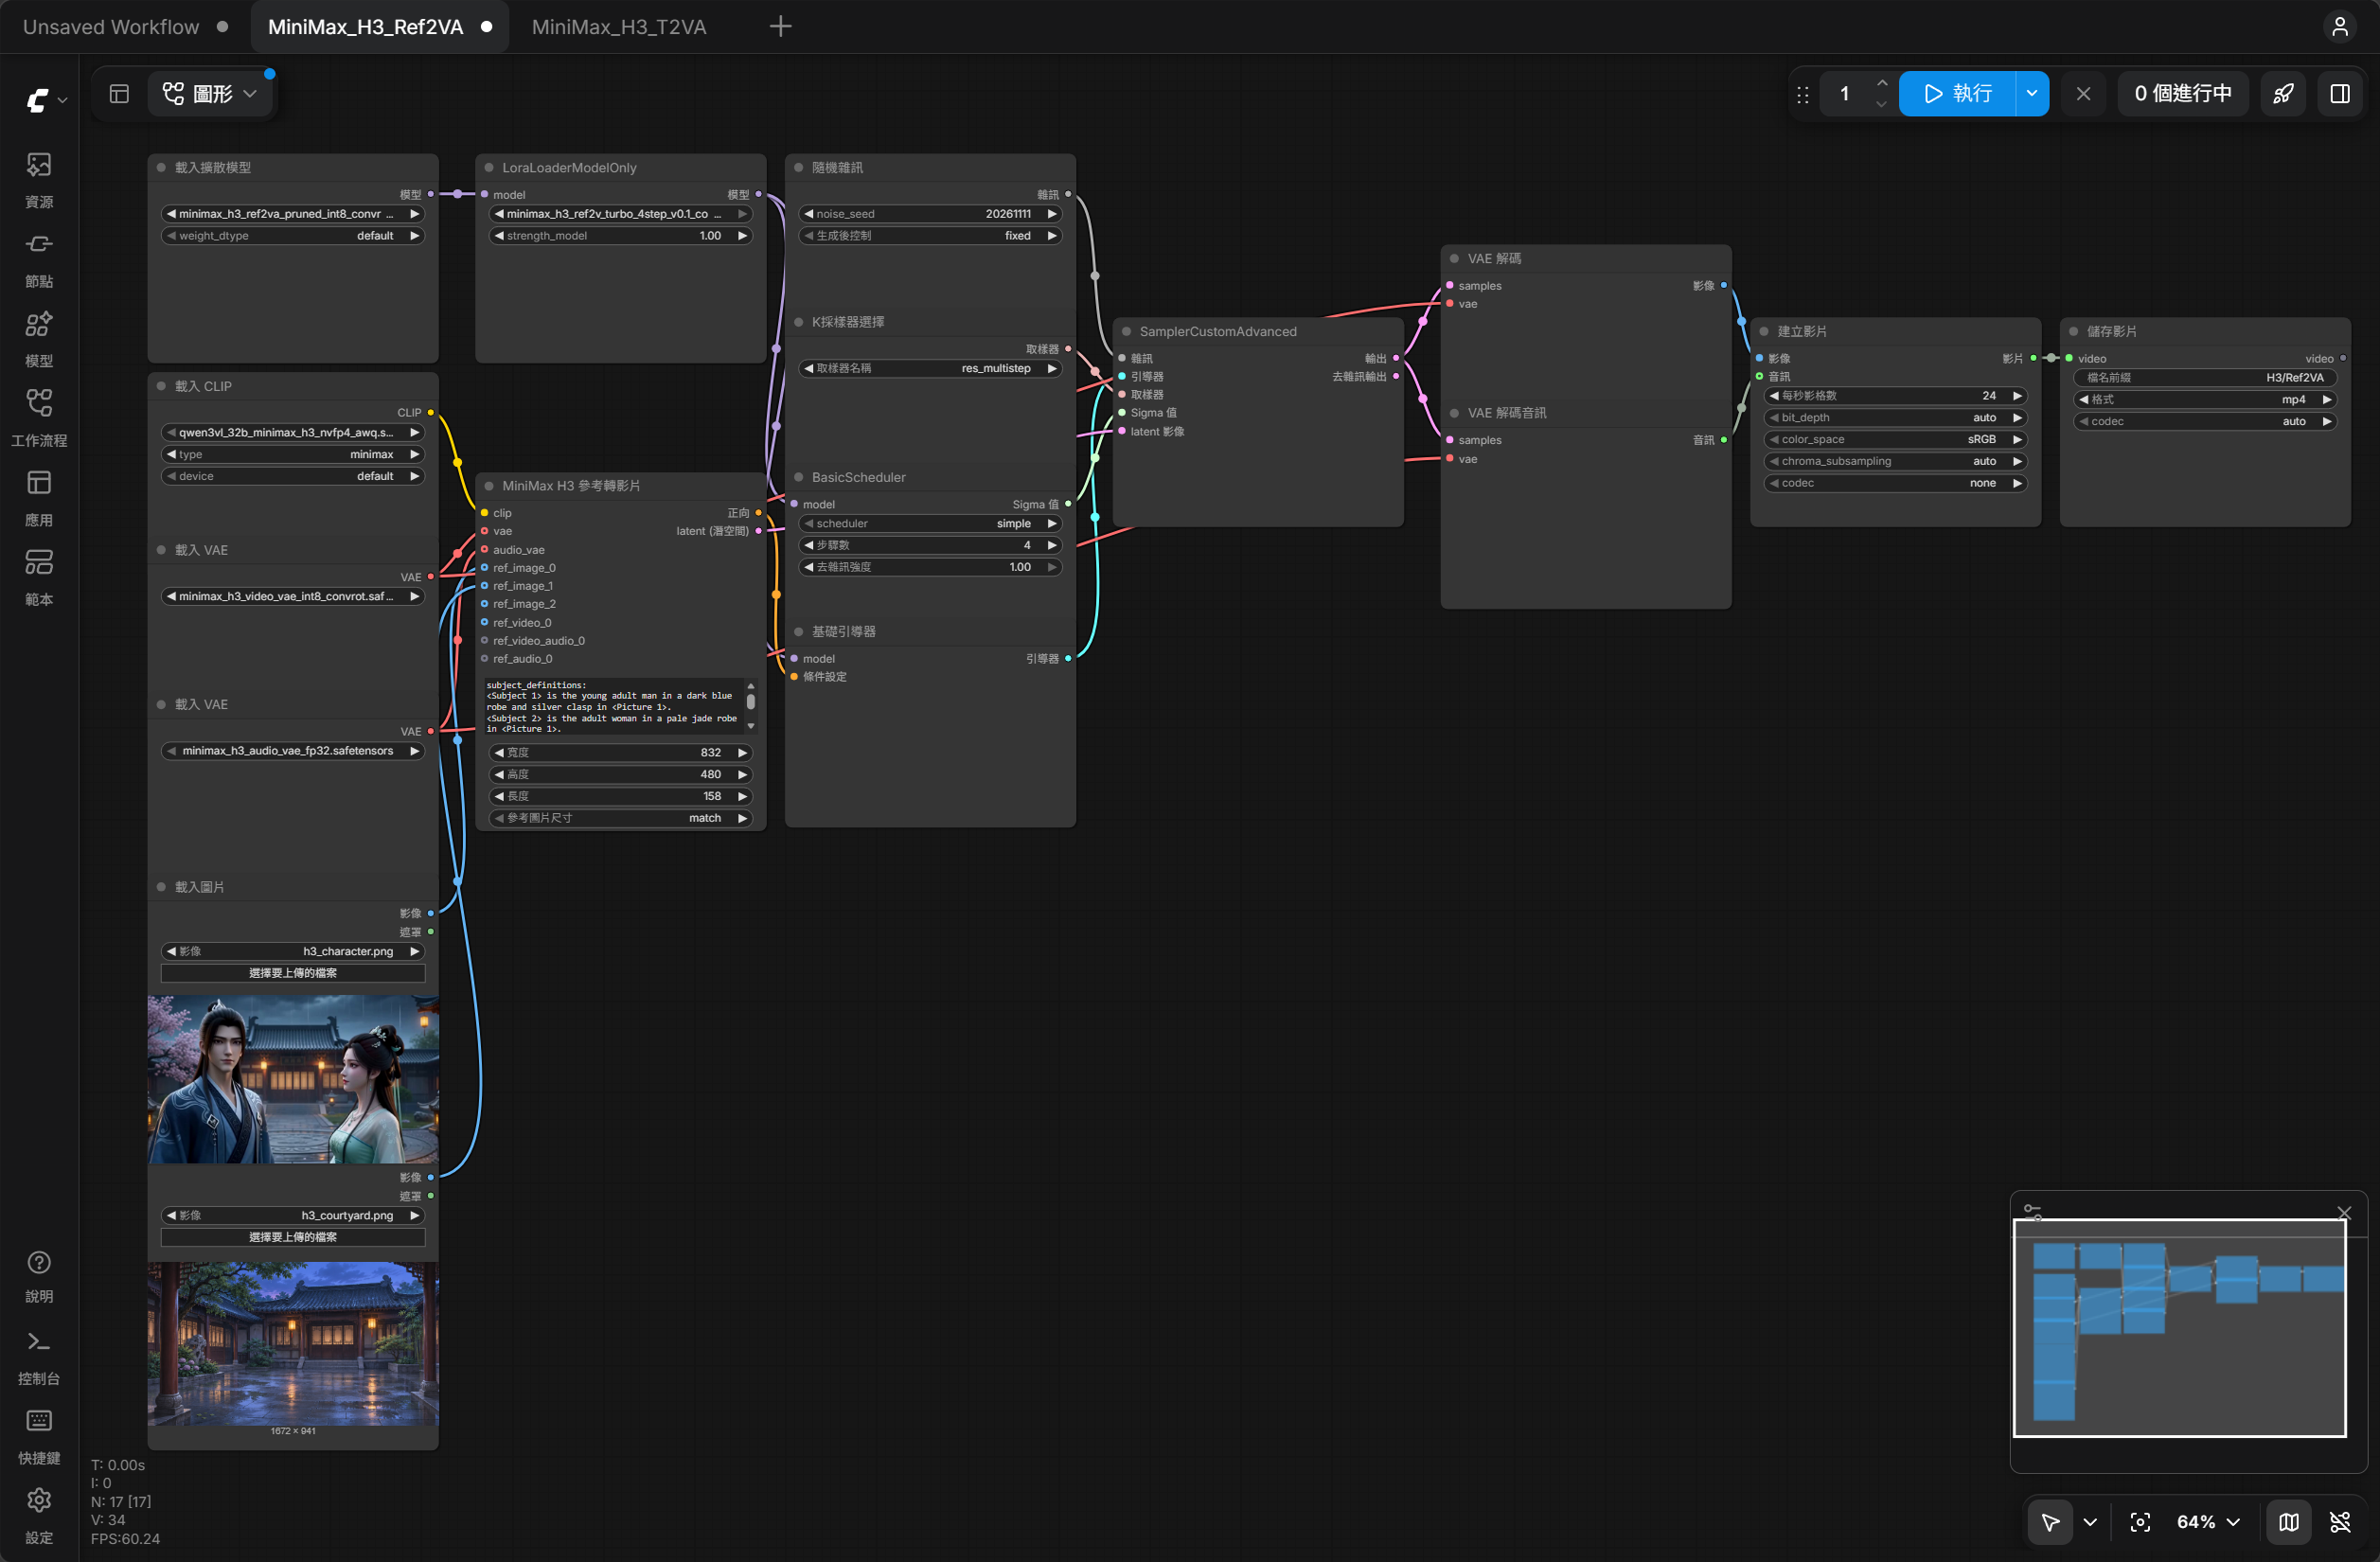 Unsaved Workflow
MiniMax_H3_Ref2VA
MiniMax_H3_T2VA
圖形
1
執行
0 個進行中
資源
節點
模型
工作流程
應用
範本
說明
控制台
快捷鍵
設定
載入擴散模型
模型
minimax_h3_ref2va_pruned_int8_convr ...
weight_dtype default
載入 CLIP
CLIP
qwen3vl_32b_minimax_h3_nvfp4_awq.s...
type minimax
device default
載入 VAE
VAE
minimax_h3_video_vae_int8_convrot.saf ...
載入 VAE
VAE
minimax_h3_audio_vae_fp32.safetensors
載入圖片
影像
遮罩
影像 h3_character.png
選擇要上傳的檔案
影像
遮罩
影像 h3_courtyard.png
選擇要上傳的檔案
1672 × 941
LoraLoaderModelOnly
model 模型
minimax_h3_ref2v_turbo_4step_v0.1_co ...
strength_model 1.00
MiniMax H3 參考轉影片
clip 正向
vae latent (潛空間)
audio_vae
ref_image_0
ref_image_1
ref_image_2
ref_video_0
ref_video_audio_0
ref_audio_0
subject_definitions:
<Subject 1> is the young adult man in a dark blue
robe and silver clasp in <Picture 1>.
<Subject 2> is the adult woman in a pale jade robe
in <Picture 1>.
寬度 832
高度 480
長度 158
參考圖片尺寸 match
隨機雜訊
雜訊
noise_seed 20261111
生成後控制 fixed
K採樣器選擇
取樣器
取樣器名稱 res_multistep
BasicScheduler
model Sigma 值
scheduler simple
步驟數 4
去雜訊強度 1.00
基礎引導器
model 引導器
條件設定
SamplerCustomAdvanced
雜訊 輸出
引導器 去雜訊輸出
取樣器
Sigma 值
latent 影像
VAE 解碼
samples 影像
vae
VAE 解碼音訊
samples 音訊
vae
建立影片
影像 影片
音訊
每秒影格數 24
bit_depth auto
color_space sRGB
chroma_subsampling auto
codec none
儲存影片
video video
檔名前綴 H3/Ref2VA
格式 mp4
codec auto
T: 0.00s
I: 0
N: 17 [17]
V: 34
FPS:60.24
64%